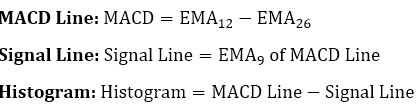 MACD Line: MACD = EMA₁₂ − EMA₂₆
Signal Line: Signal Line = EMA₉ of MACD Line
Histogram: Histogram = MACD Line − Signal Line